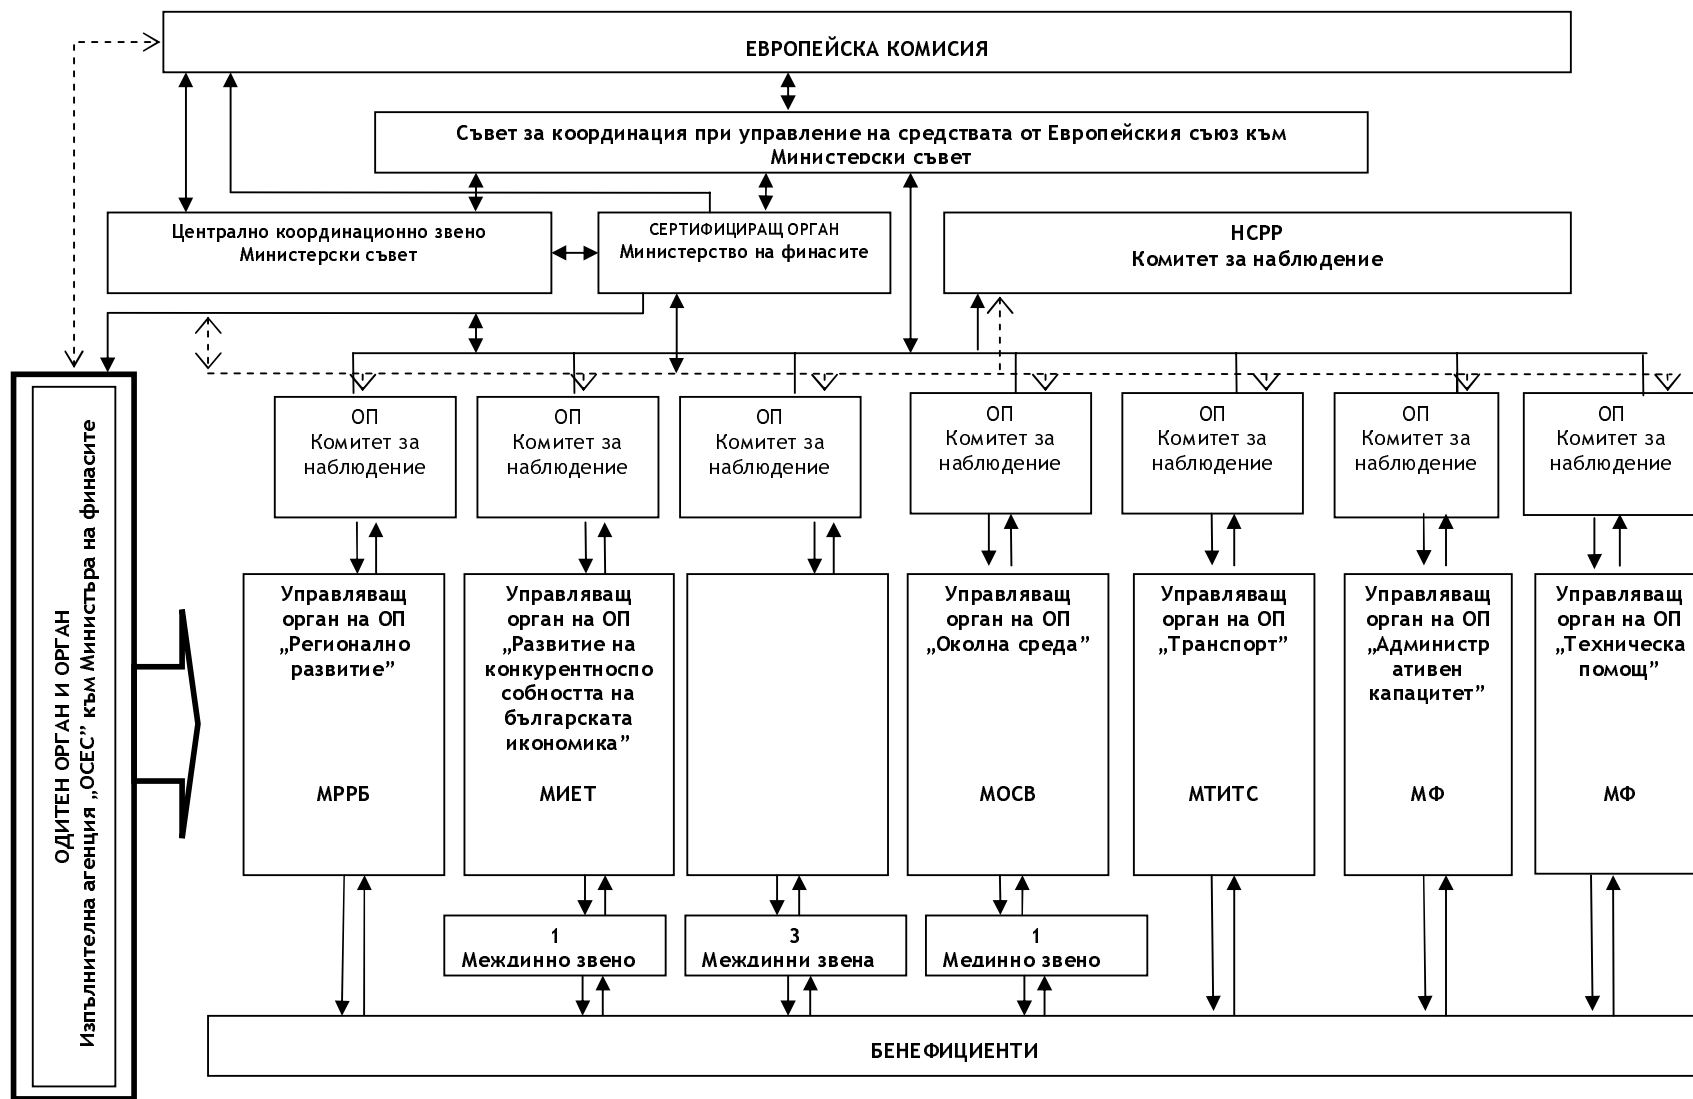 ЕВРОПЕЙСКА КОМИСИЯ
Съвет за координация при управление на средствата от Европейския съюз към
Министерски съвет
Централно координационно звено
Министерски съвет
СЕРТИФИЦИРАЩ ОРГАН
Министерство на финасите
НСРР
Комитет за наблюдение
ОДИТЕН ОРГАН И ОРГАН
Изпълнителна агенция „ОСЕС” към Министъра на финасите
ОП
Комитет за
наблюдение
ОП
Комитет за
наблюдение
ОП
Комитет за
наблюдение
ОП
Комитет за
наблюдение
ОП
Комитет за
наблюдение
ОП
Комитет за
наблюдение
ОП
Комитет за
наблюдение
Управляващ
орган на ОП
„Регионално
развитие”
МРРБ
Управляващ
орган на ОП
„Развитие на
конкурентноспо
собността на
българската
икономика”
МИЕТ
Управляващ
орган на ОП
„Околна среда”
МОСВ
Управляващ
орган на ОП
„Транспорт”
МТИТС
Управляващ
орган на ОП
„Администр
ативен
капацитет”
МФ
Управляващ
орган на ОП
„Техническа
помощ”
МФ
1
Междинно звено
3
Междинни звена
1
Мединно звено
БЕНЕФИЦИЕНТИ